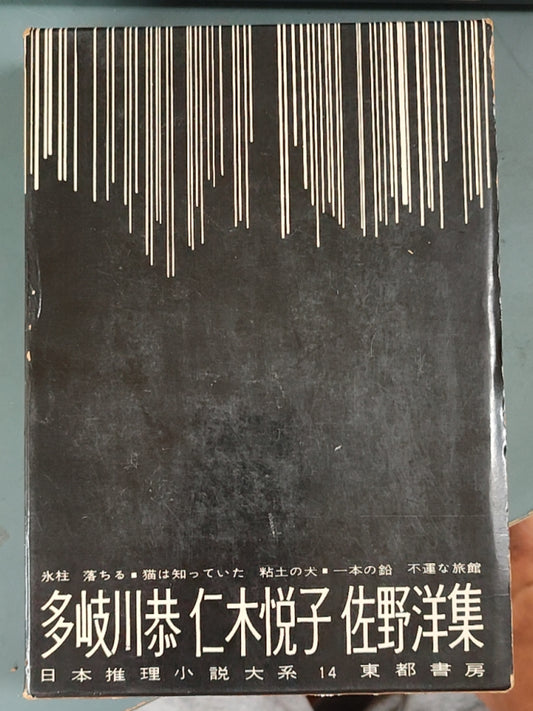 氷柱　落ちる■猫は知っていた　粘土の犬■一本の鉛　不運な旅館
多岐川恭 仁木悦子 佐野洋集
日本推理小説大系 14 東都書房